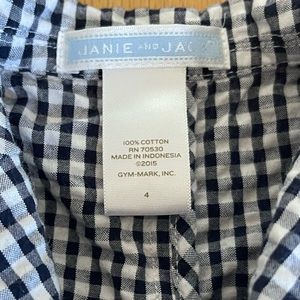 JANIE AND JACK
100% COTTON
RN 70530
MADE IN INDONESIA
©2015
GYM-MARK, INC.
4